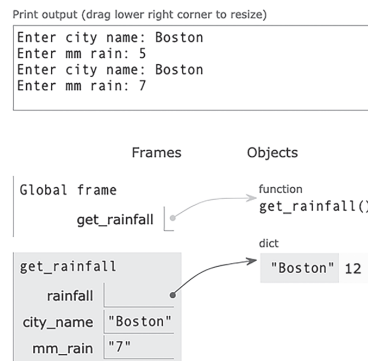 Print output (drag lower right corner to resize)
Enter city name: Boston
Enter mm rain: 5
Enter city name: Boston
Enter mm rain: 7
Frames Objects
Global frame
get_rainfall
function
get_rainfall()
get_rainfall
rainfall
city_name "Boston"
mm_rain "7"
dict
"Boston" 12